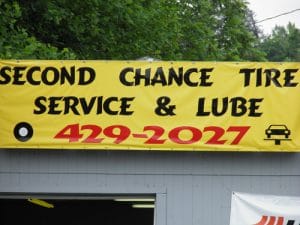 SECOND CHANCE TIRE
SERVICE & LUBE
429-2027